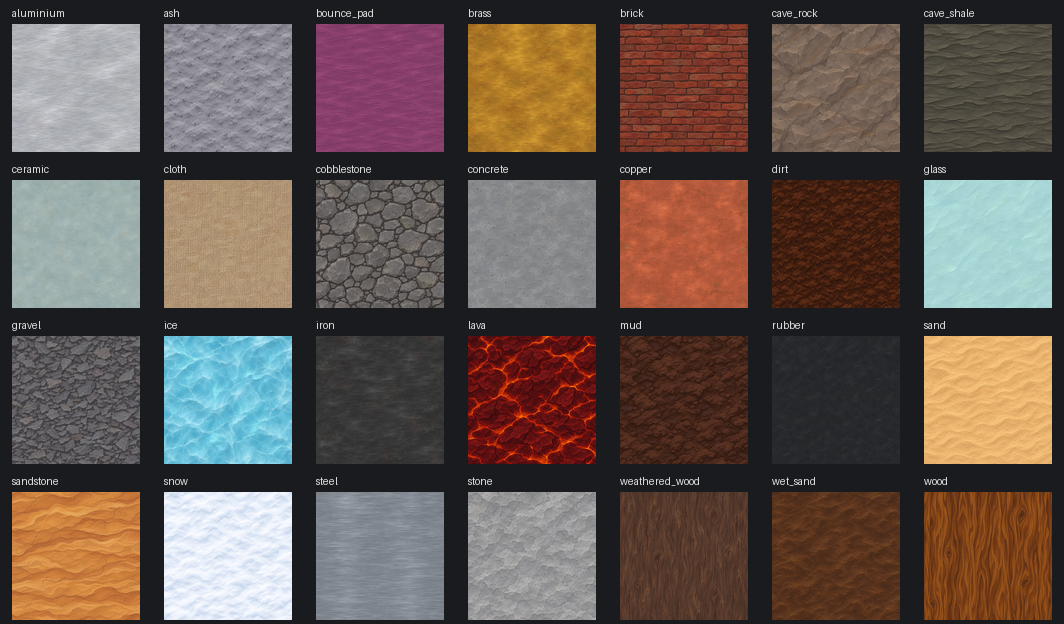 aluminium
ash
bounce_pad
brass
brick
cave_rock
cave_shale
ceramic
cloth
cobblestone
concrete
copper
dirt
glass
gravel
ice
iron
lava
mud
rubber
sand
sandstone
snow
steel
stone
weathered_wood
wet_sand
wood